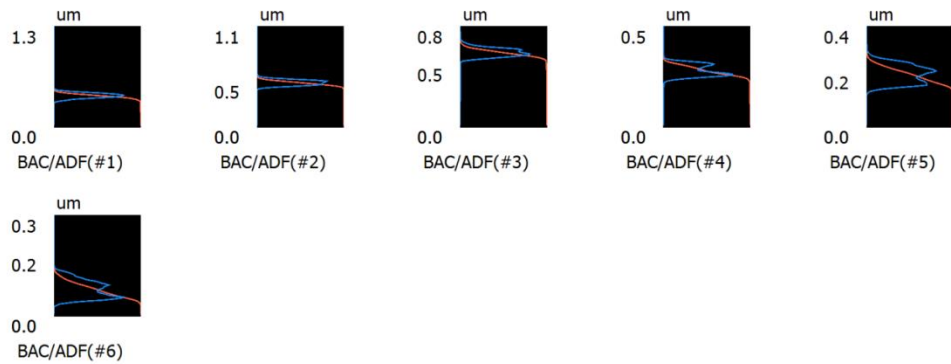 um
1.3
0.0
BAC/ADF(#1)
um
1.1
0.5
0.0
BAC/ADF(#2)
um
0.8
0.5
0.0
BAC/ADF(#3)
um
0.5
0.0
BAC/ADF(#4)
um
0.4
0.2
0.0
BAC/ADF(#5)
um
0.3
0.2
0.0
BAC/ADF(#6)